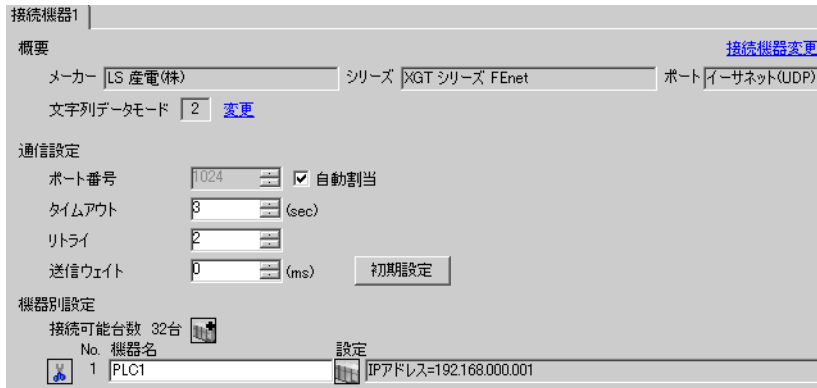 接続機器1
概要 接続機器変更
メーカー LS 産電(株) シリーズ XGT シリーズ FEnet ポート イーサネット(UDP)
文字列データモード 2 変更
通信設定
ポート番号 1024 自動割当
タイムアウト 3 (sec)
リトライ 2
送信ウェイト 0 (ms) 初期設定
機器別設定
接続可能台数 32台
No. 機器名 設定
1 PLC1 IPアドレス=192.168.000.001